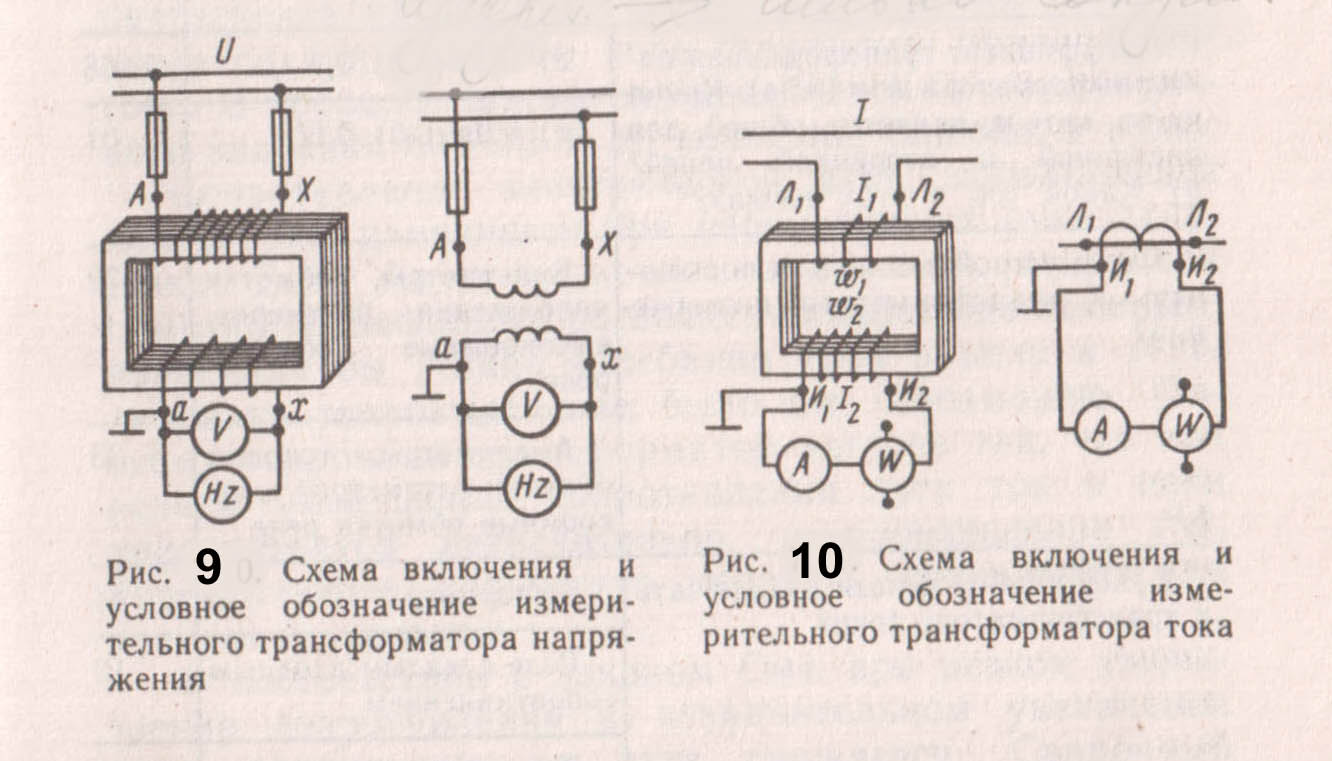 U
A
X
a
x
V
Hz
A
X
a
x
V
Hz
I
Л₁ I₁ Л₂
w₁
w₂
И₁ I₂ И₂
A
W
Л₁
Л₂
И₁
И₂
A
W
Рис. 9 0. Схема включения и
условное обозначение измери-
тельного трансформатора напря-
жения
Рис. 10 Схема включения и
условное обозначение изме-
рительного трансформатора тока